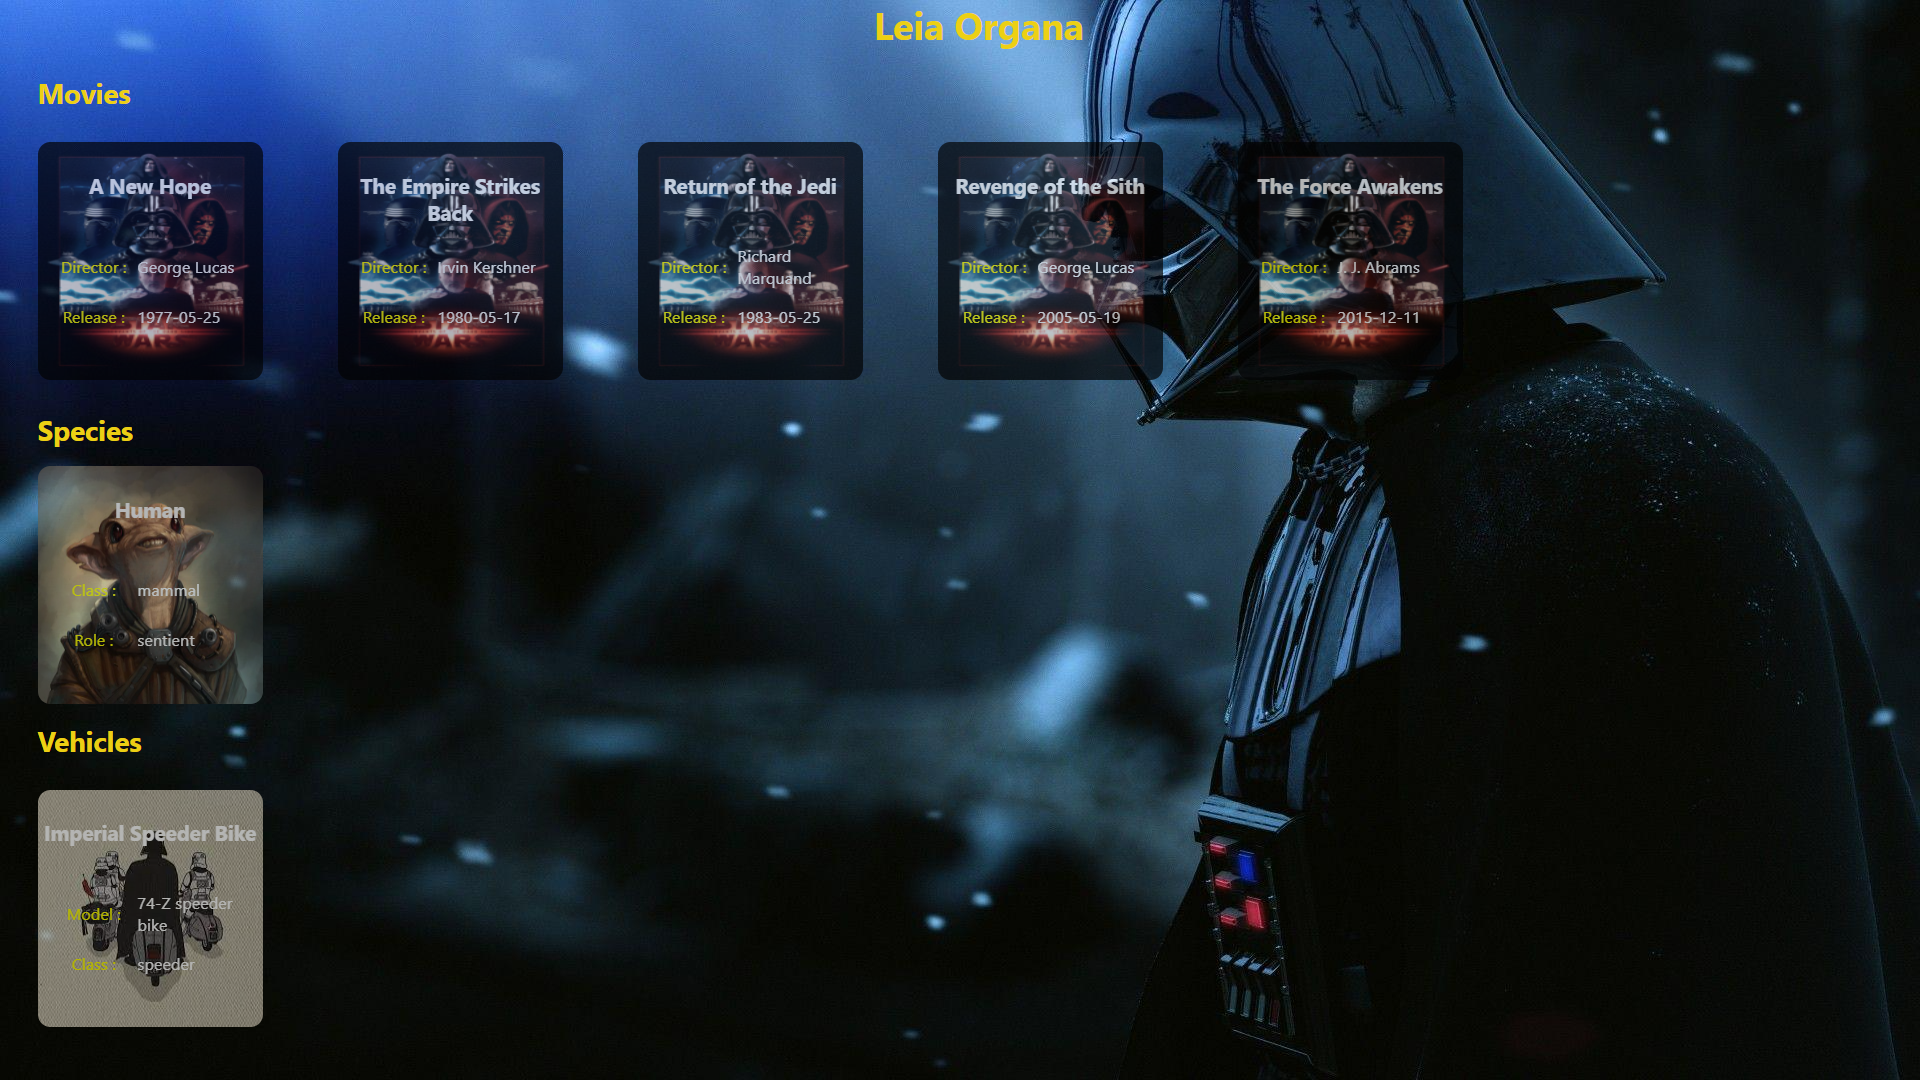 Leia Organa
Movies
A New Hope
Director : George Lucas
Release : 1977-05-25
The Empire Strikes
Back
Director : Irvin Kershner
Release : 1980-05-17
Return of the Jedi
Director : Richard
Marquand
Release : 1983-05-25
Revenge of the Sith
Director : George Lucas
Release : 2005-05-19
The Force Awakens
Director : J. J. Abrams
Release : 2015-12-11
Species
Human
Class : mammal
Role : sentient
Vehicles
Imperial Speeder Bike
Model : 74-Z speeder
bike
Class : speeder